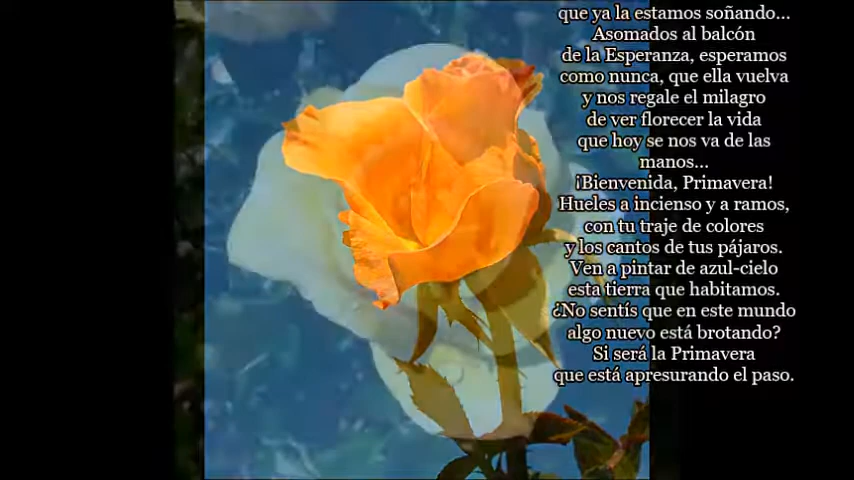 que ya la estamos soñando...
Asomados al balcón
de la Esperanza, esperamos
como nunca, que ella vuelva
y nos regale el milagro
de ver florecer la vida
que hoy se nos va de las
manos...
¡Bienvenida, Primavera!
Hueles a incienso y a ramos,
con tu traje de colores
y los cantos de tus pájaros.
Ven a pintar de azul-cielo
esta tierra que habitamos.
¿No sentís que en este mundo
algo nuevo está brotando?
Si será la Primavera
que está apresurando el paso.